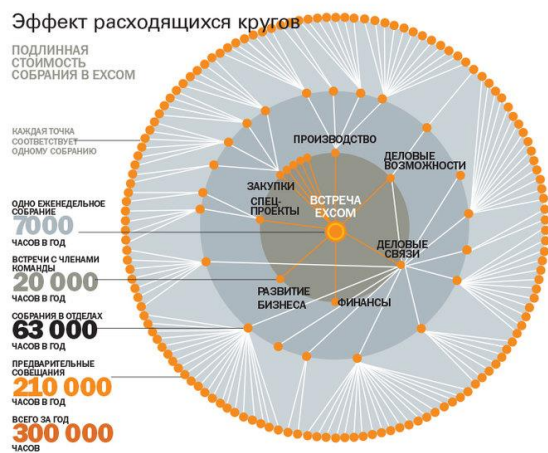 Эффект расходящихся кругов
ПОДЛИННАЯ
СТОИМОСТЬ
СОБРАНИЯ В EXCOM
КАЖДАЯ ТОЧКА
СООТВЕТСТВУЕТ
ОДНОМУ СОБРАНИЮ
ПРОИЗВОДСТВО
ДЕЛОВЫЕ
ВОЗМОЖНОСТИ
ЗАКУПКИ
СПЕЦ-
ПРОЕКТЫ
ВСТРЕЧА
EXCOM
ДЕЛОВЫЕ
СВЯЗИ
РАЗВИТИЕ
БИЗНЕСА
ФИНАНСЫ
ОДНО ЕЖЕНЕДЕЛЬНОЕ
СОБРАНИЕ
7000
ЧАСОВ В ГОД
ВСТРЕЧИ С ЧЛЕНАМИ
КОМАНДЫ
20 000
ЧАСОВ В ГОД
СОБРАНИЯ В ОТДЕЛАХ
63 000
ЧАСОВ В ГОД
ПРЕДВАРИТЕЛЬНЫЕ
СОВЕЩАНИЯ
210 000
ЧАСОВ В ГОД
ВСЕГО ЗА ГОД
300 000
ЧАСОВ